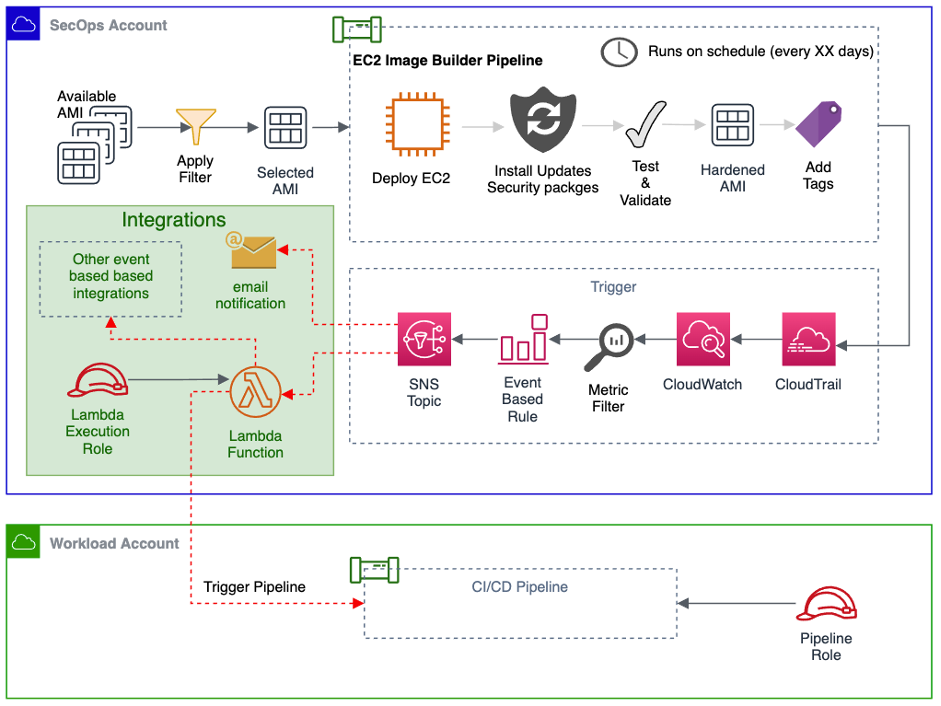 SecOps Account
Runs on schedule (every XX days)
EC2 Image Builder Pipeline
Available
AMI
Apply
Filter
Selected
AMI
Deploy EC2
Install Updates
Security packges
Test
&
Validate
Hardened
AMI
Add
Tags
Integrations
Other event
based based
integrations
@
email
notification
Lambda
Execution
Role
Lambda
Function
Trigger
SNS
Topic
Event
Based
Rule
Metric
Filter
CloudWatch
CloudTrail
Workload Account
Trigger Pipeline
CI/CD Pipeline
Pipeline
Role